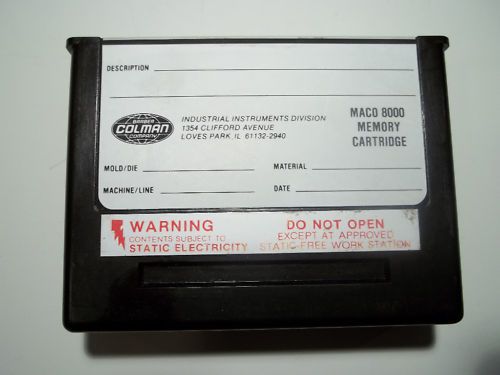 DESCRIPTION
BARBER
COLMAN
COMPANY
INDUSTRIAL INSTRUMENTS DIVISION
1354 CLIFFORD AVENUE
LOVES PARK, IL 61132-2940
MACO 8000
MEMORY
CARTRIDGE
MOLD/DIE
MATERIAL
MACHINE/LINE
DATE
WARNING
CONTENTS SUBJECT TO
STATIC ELECTRICITY
DO NOT OPEN
EXCEPT AT APPROVED
STATIC-FREE WORK STATION